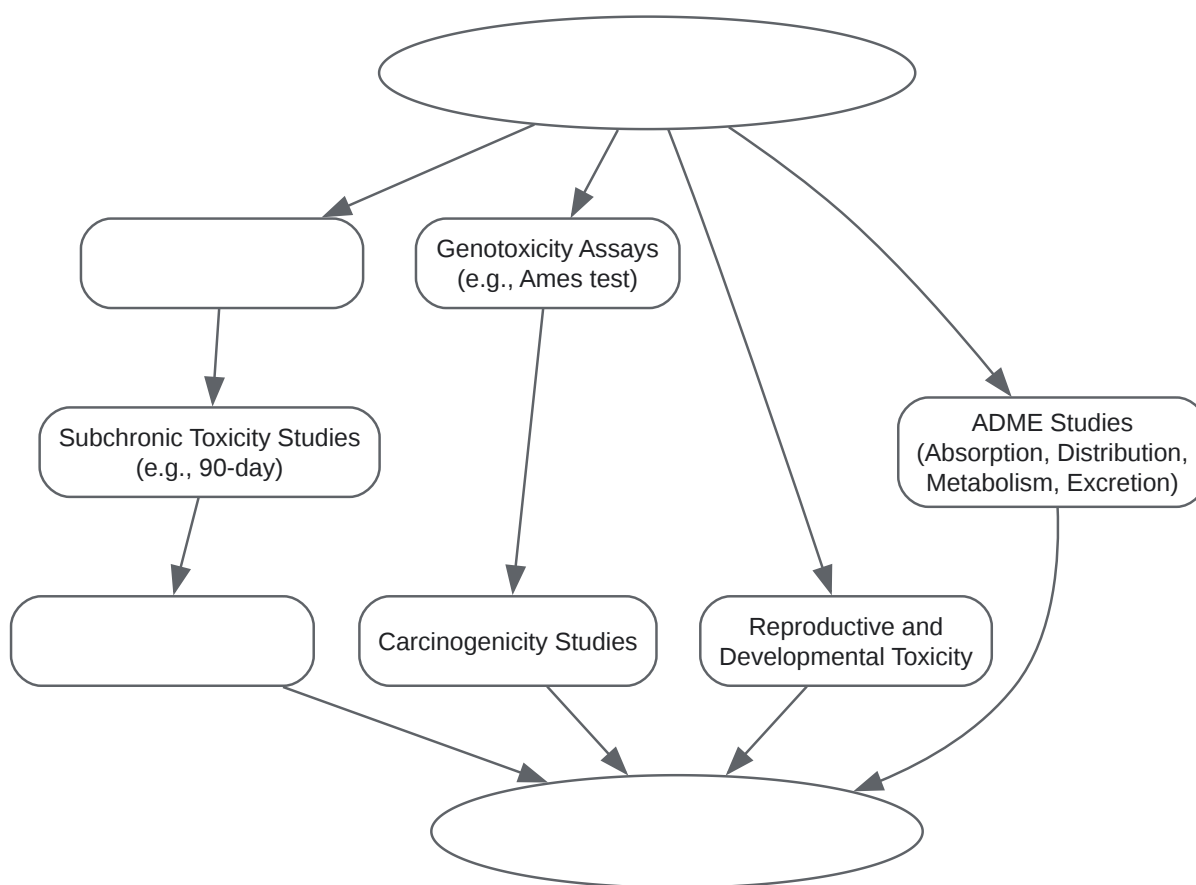 Genotoxicity Assays
(e.g., Ames test)
Subchronic Toxicity Studies
(e.g., 90-day)
ADME Studies
(Absorption, Distribution,
Metabolism, Excretion)
Carcinogenicity Studies
Reproductive and
Developmental Toxicity